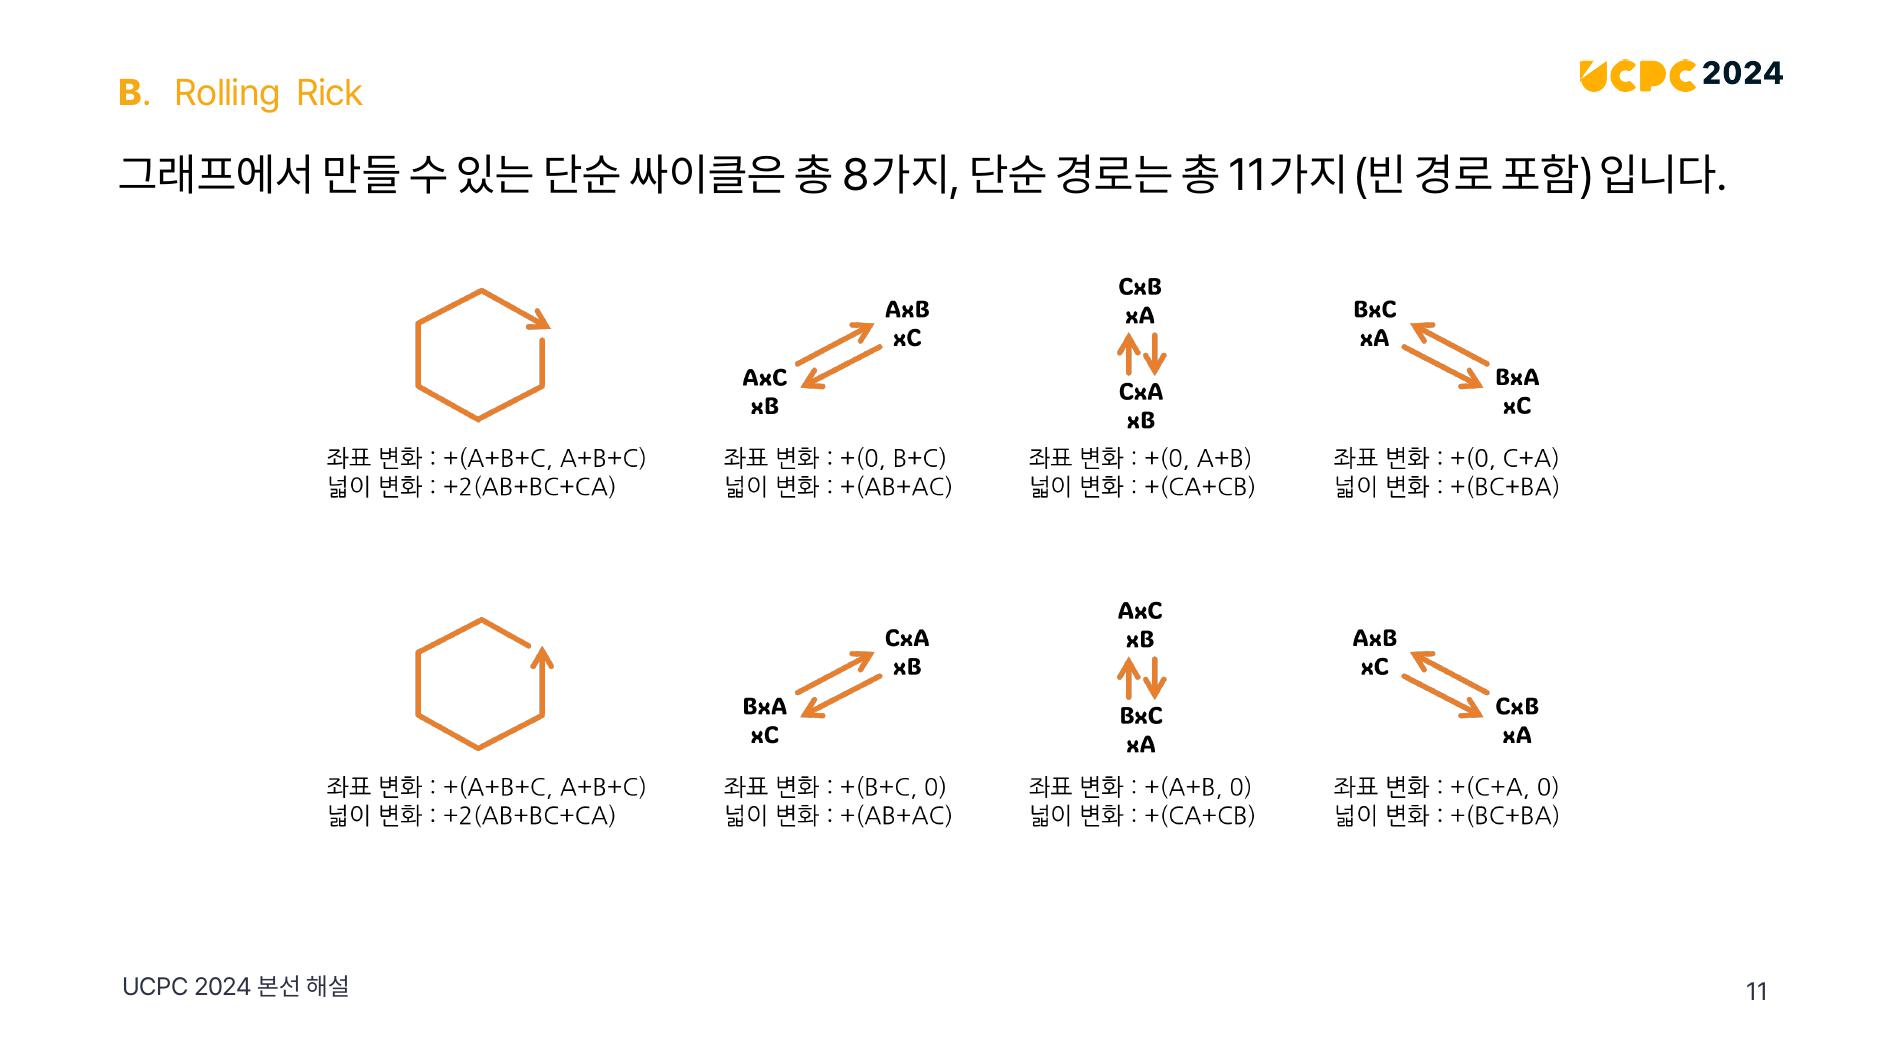 B. Rolling Rick
UCPC 2024
그래프에서 만들 수 있는 단순 싸이클은 총 8가지, 단순 경로는 총 11가지 (빈 경로 포함) 입니다.
AxB
xC
AxC
xB
CxB
xA
CxA
xB
BxC
xA
BxA
xC
좌표 변화 : +(A+B+C, A+B+C)
넓이 변화 : +2(AB+BC+CA)
좌표 변화 : +(0, B+C)
넓이 변화 : +(AB+AC)
좌표 변화 : +(0, A+B)
넓이 변화 : +(CA+CB)
좌표 변화 : +(0, C+A)
넓이 변화 : +(BC+BA)
CxA
xB
BxA
xC
AxC
xB
BxC
xA
AxB
xC
CxB
xA
좌표 변화 : +(A+B+C, A+B+C)
넓이 변화 : +2(AB+BC+CA)
좌표 변화 : +(B+C, 0)
넓이 변화 : +(AB+AC)
좌표 변화 : +(A+B, 0)
넓이 변화 : +(CA+CB)
좌표 변화 : +(C+A, 0)
넓이 변화 : +(BC+BA)
UCPC 2024 본선 해설
11